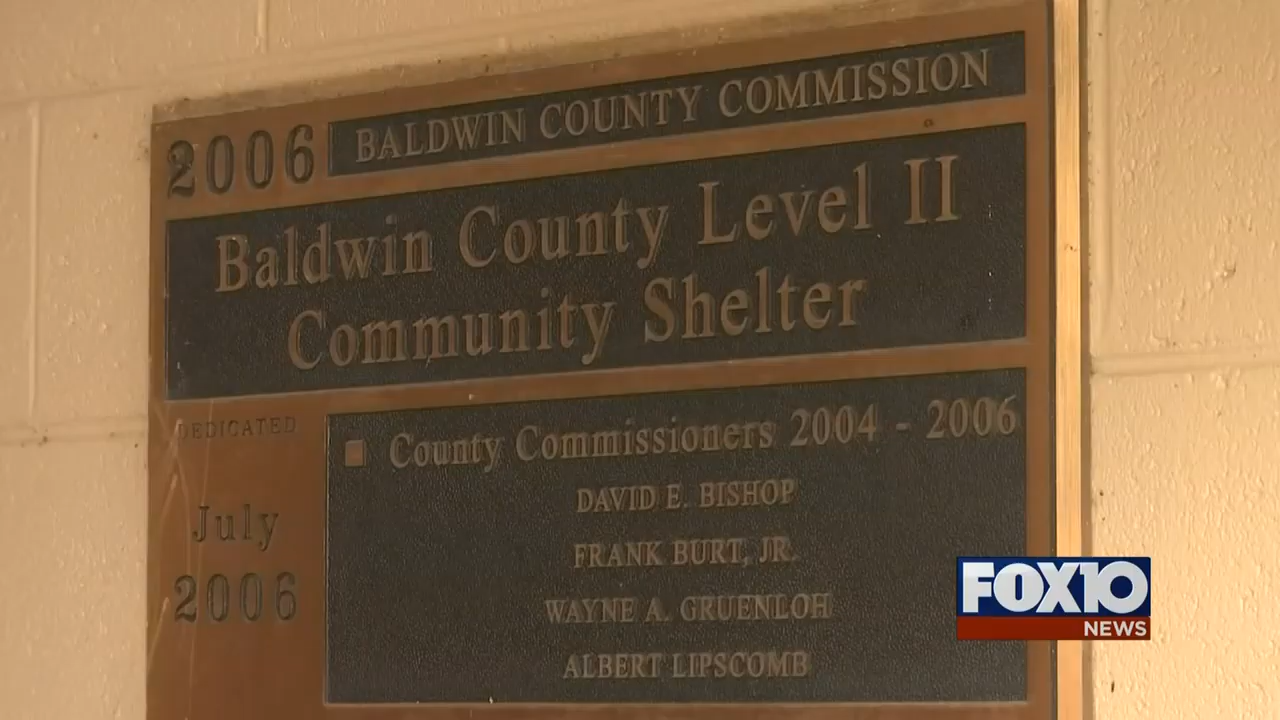 2006 BALDWIN COUNTY COMMISSION
Baldwin County Level II
Community Shelter
DEDICATED
July
2006
County Commissioners 2004 - 2006
DAVID E. BISHOP
FRANK BURT, JR.
WAYNE A. GRUENLOH
ALBERT LIPSCOMB
FOX10
NEWS